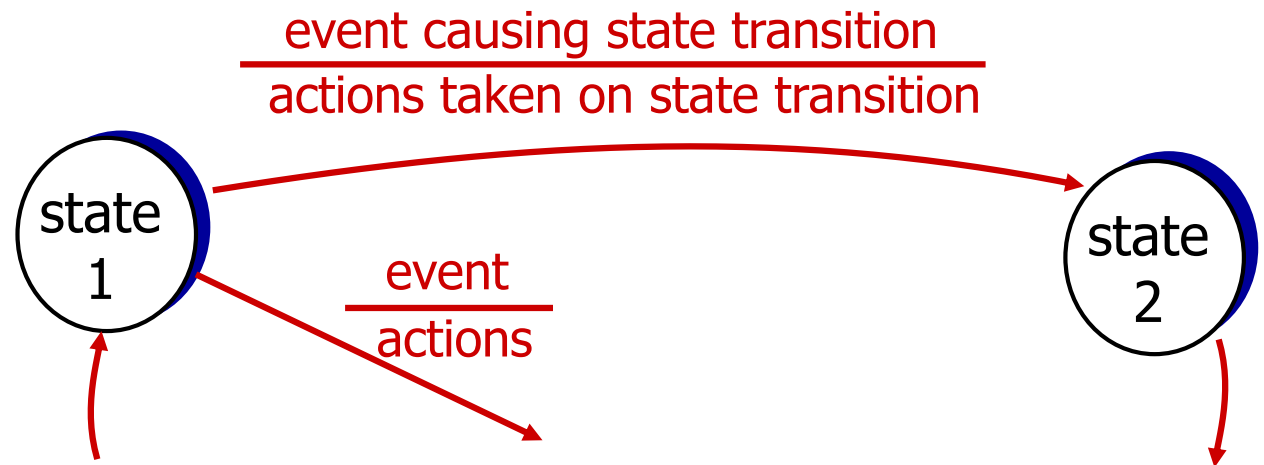 event causing state transition
actions taken on state transition
state
1
state
2
event
actions